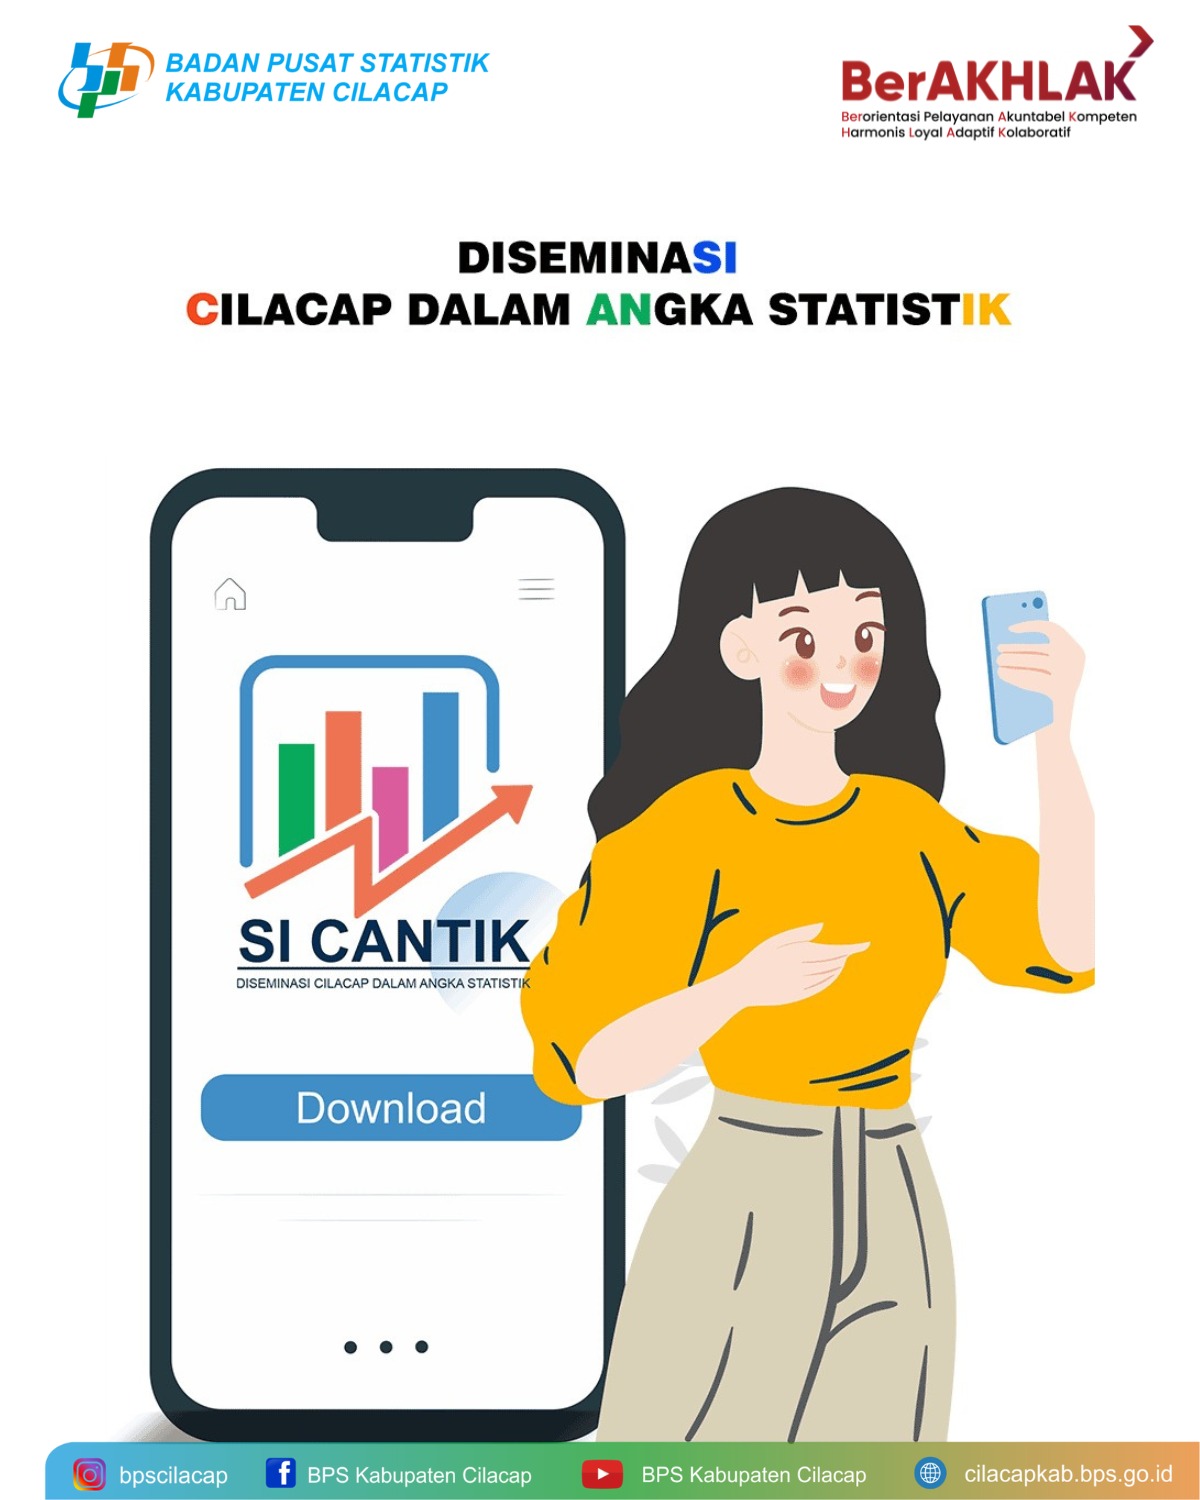 BADAN PUSAT STATISTIK
KABUPATEN CILACAP
BerAKHLAK
Berorientasi Pelayanan Akuntabel Kompeten
Harmonis Loyal Adaptif Kolaboratif
DISEMINASI
CILACAP DALAM ANGKA STATISTIK
SI CANTIK
DISEMINASI CILACAP DALAM ANGKA STATISTIK
Download
bpscilacap
BPS Kabupaten Cilacap
BPS Kabupaten Cilacap
cilacapkab.bps.go.id